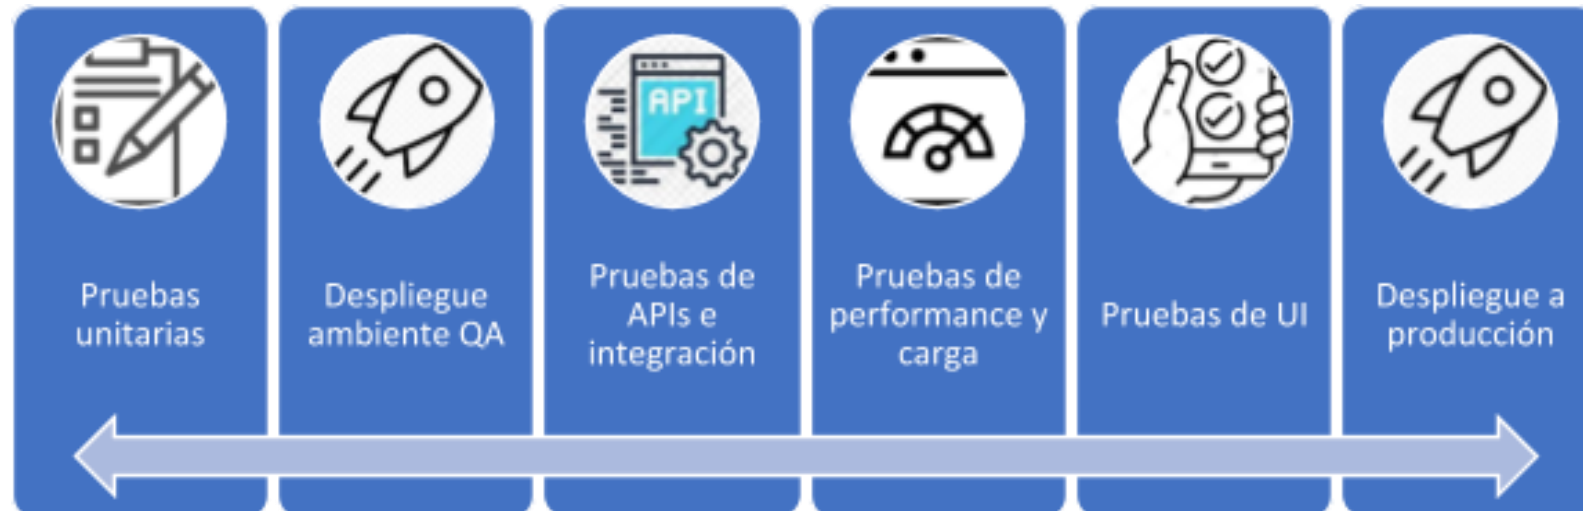 Pruebas
unitarias
Despliegue
ambiente QA
API
Pruebas de
APIs e
integración
Pruebas de
performance y
carga
Pruebas de UI
Despliegue a
producción